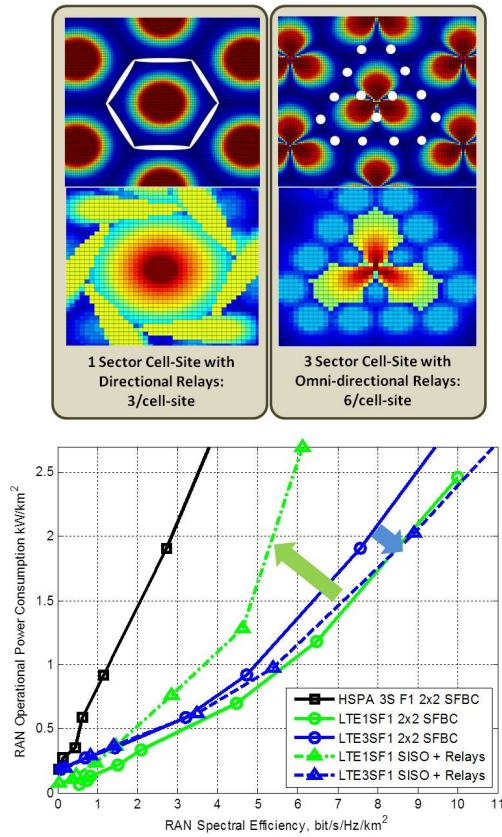 1 Sector Cell-Site with
Directional Relays:
3/cell-site
3 Sector Cell-Site with
Omni-directional Relays:
6/cell-site
RAN Operational Power Consumption kW/km²
2.5
2
1.5
1
0.5
0
0 1 2 3 4 5 6 7 8 9 10
HSPA 3S F1 2x2 SFBC
LTE1SF1 2x2 SFBC
LTE3SF1 2x2 SFBC
LTE1SF1 SISO + Relays
LTE3SF1 SISO + Relays
RAN Spectral Efficiency, bit/s/Hz/km²